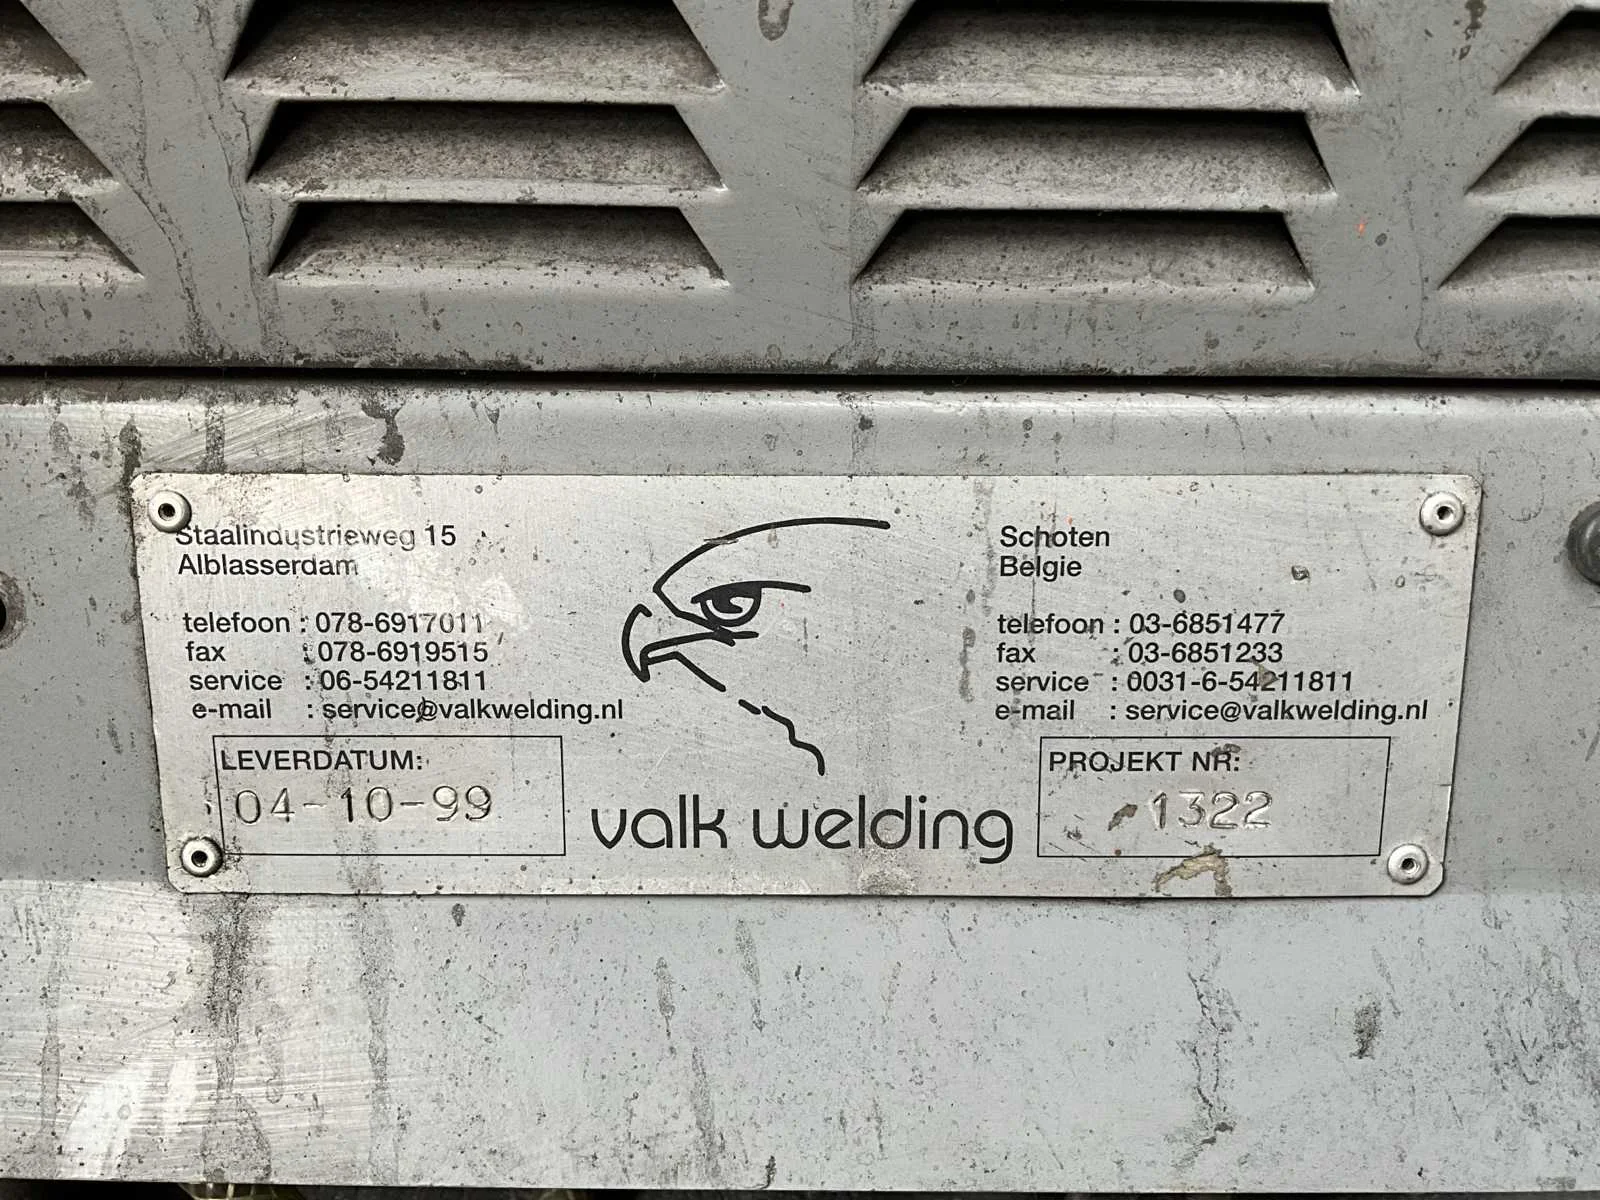 Staalindustrieweg 15
Alblasserdam
telefoon : 078-6917011
fax : 078-6919515
service : 06-54211811
e-mail : service@valkwelding.nl
LEVERDATUM:
04-10-99
valk welding
Schoten
Belgie
telefoon : 03-6851477
fax : 03-6851233
service : 0031-6-54211811
e-mail : service@valkwelding.nl
PROJEKT NR:
1322